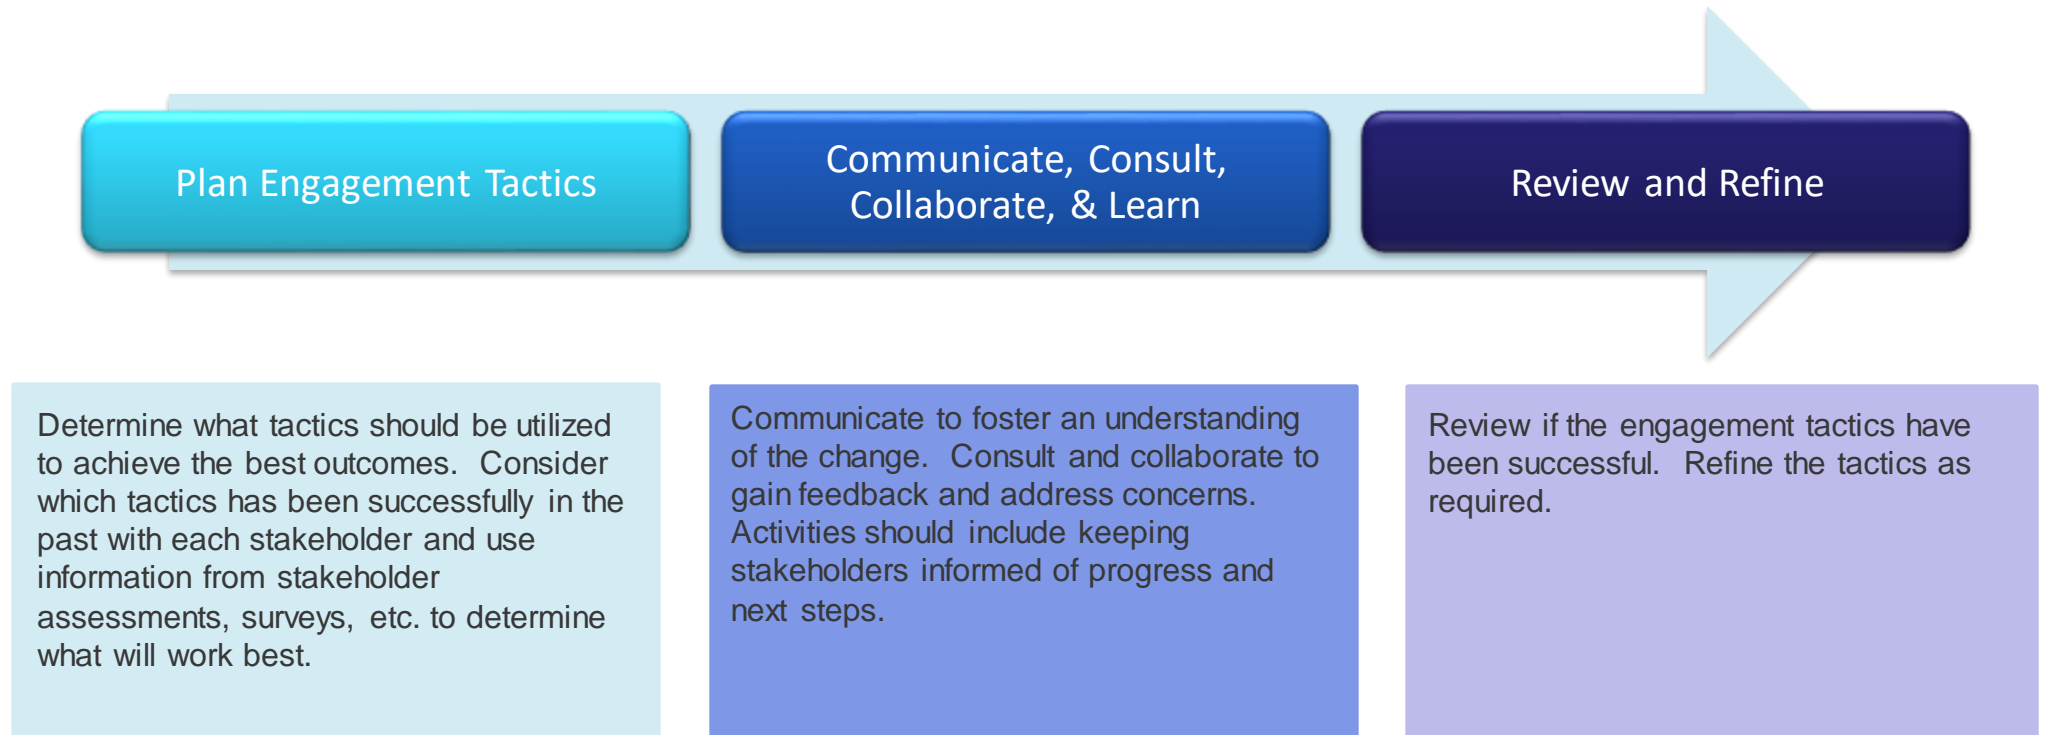 Plan Engagement Tactics
Communicate, Consult,
Collaborate, & Learn
Review and Refine
Determine what tactics should be utilized
to achieve the best outcomes. Consider
which tactics has been successfully in the
past with each stakeholder and use
information from stakeholder
assessments, surveys, etc. to determine
what will work best.
Communicate to foster an understanding
of the change. Consult and collaborate to
gain feedback and address concerns.
Activities should include keeping
stakeholders informed of progress and
next steps.
Review if the engagement tactics have
been successful. Refine the tactics as
required.